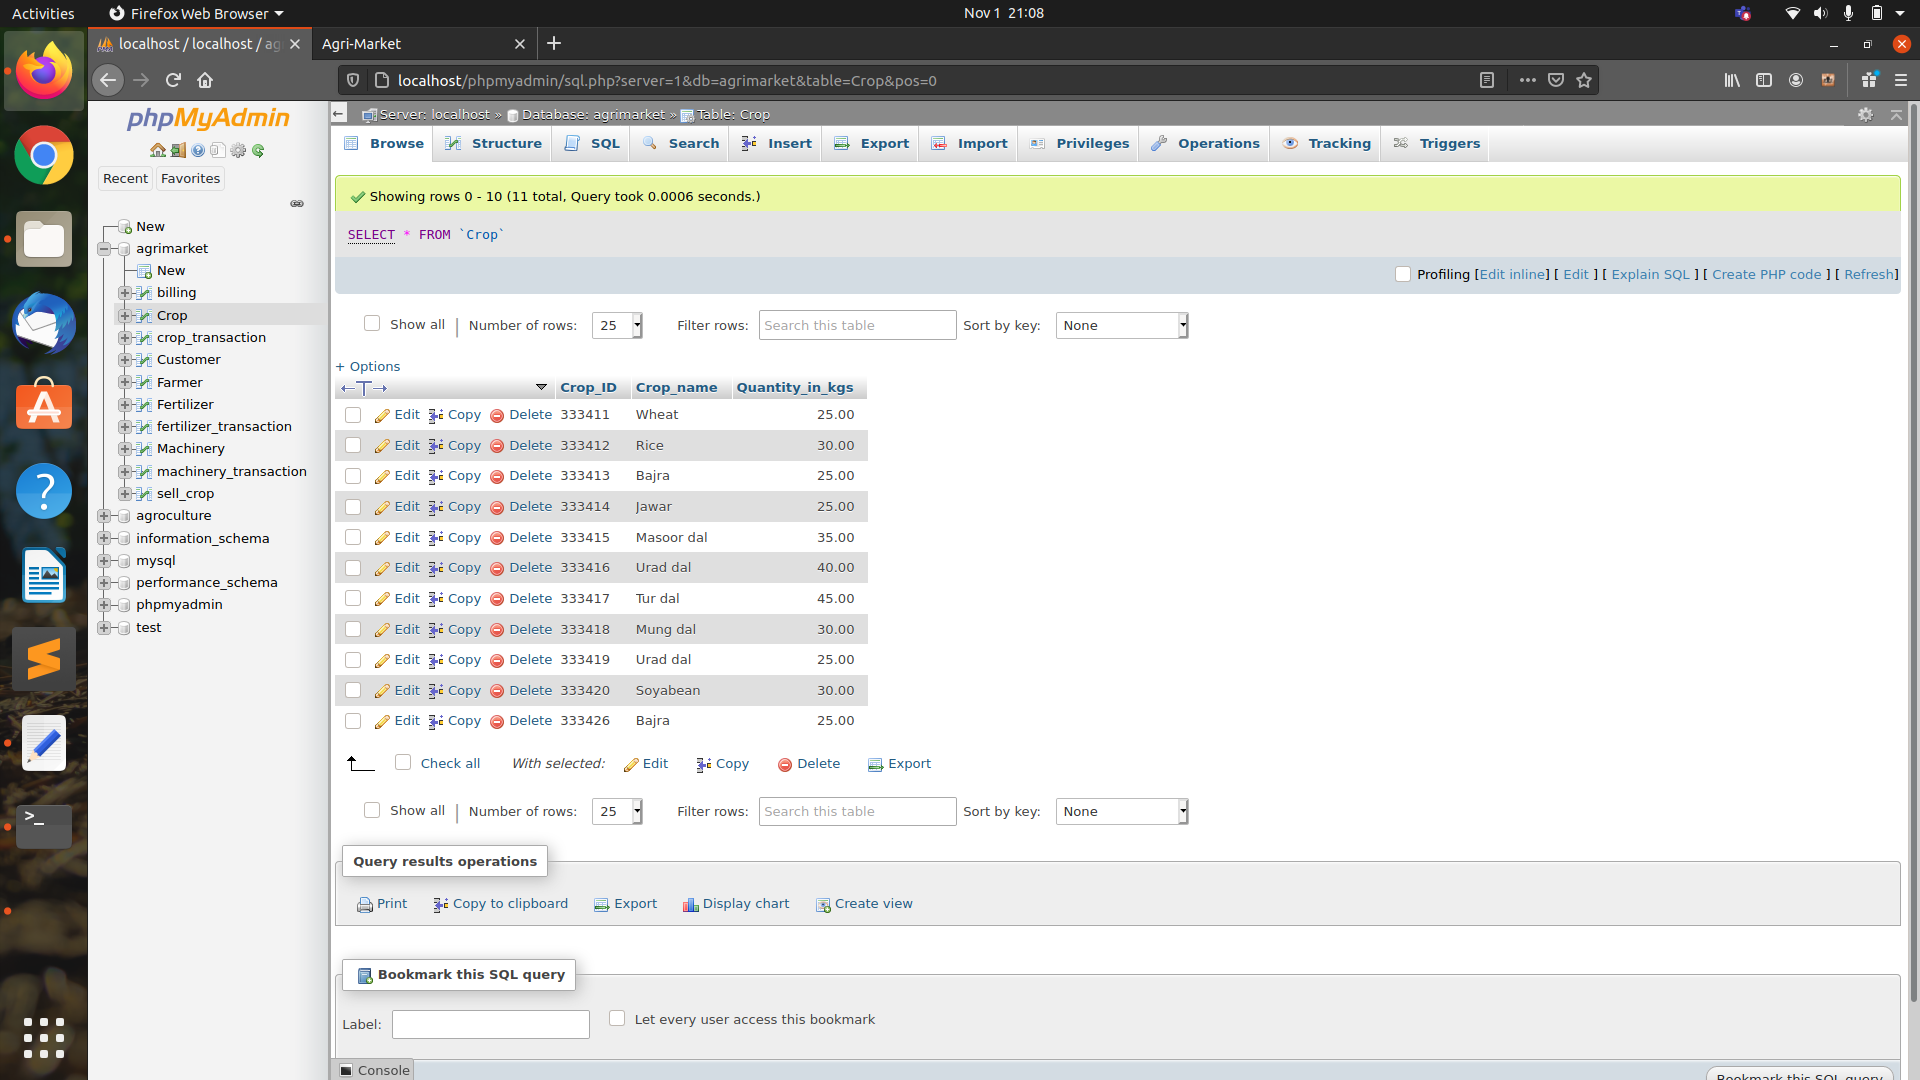 Activities
Firefox Web Browser
Nov 1 21:08
localhost / localhost / ag
Agri-Market
localhost/phpmyadmin/sql.php?server=1&db=agrimarket&table=Crop&pos=0
phpMyAdmin
Recent
Favorites
New
agrimarket
New
billing
Crop
crop_transaction
Customer
Farmer
Fertilizer
fertilizer_transaction
Machinery
machinery_transaction
sell_crop
agroculture
information_schema
mysql
performance_schema
phpmyadmin
test
Server: localhost » Database: agrimarket » Table: Crop
Browse Structure SQL Search Insert Export Import Privileges Operations Tracking Triggers
Showing rows 0 - 10 (11 total, Query took 0.0006 seconds.)
SELECT * FROM `Crop`
Profiling [Edit inline] [ Edit ] [ Explain SQL ] [ Create PHP code ] [ Refresh]
Show all | Number of rows: 25 Filter rows: Search this table Sort by key: None
+ Options
←T→ Crop_ID Crop_name Quantity_in_kgs
Edit Copy Delete 333411 Wheat 25.00
Edit Copy Delete 333412 Rice 30.00
Edit Copy Delete 333413 Bajra 25.00
Edit Copy Delete 333414 Jawar 25.00
Edit Copy Delete 333415 Masoor dal 35.00
Edit Copy Delete 333416 Urad dal 40.00
Edit Copy Delete 333417 Tur dal 45.00
Edit Copy Delete 333418 Mung dal 30.00
Edit Copy Delete 333419 Urad dal 25.00
Edit Copy Delete 333420 Soyabean 30.00
Edit Copy Delete 333426 Bajra 25.00
Check all With selected: Edit Copy Delete Export
Show all | Number of rows: 25 Filter rows: Search this table Sort by key: None
Query results operations
Print Copy to clipboard Export Display chart Create view
Bookmark this SQL query
Label: Let every user access this bookmark
Console
Bookmark this SQL query